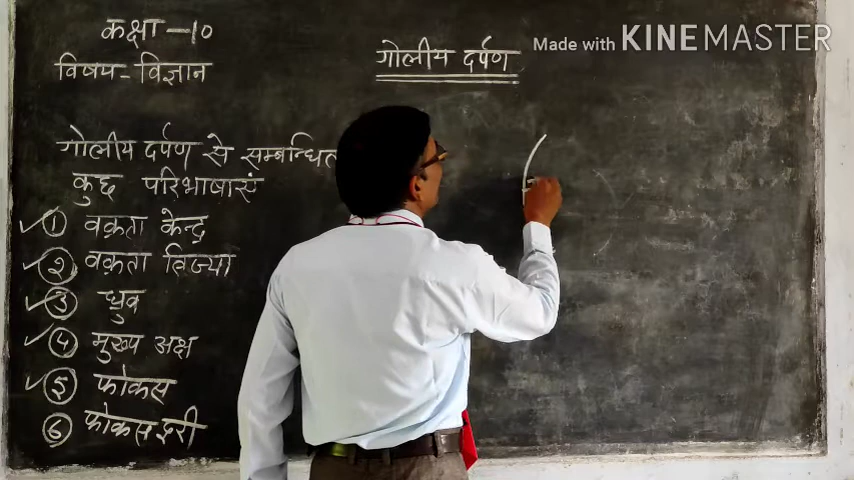 कक्षा - 10
विषय - विज्ञान
गोलीय दर्पण
Made with KINEMASTER
गोलीय दर्पण से सम्बन्धित
कुछ परिभाषाएं
✓ ① वक्रता केन्द्र
✓ ② वक्रता त्रिज्या
✓ ③ ध्रुव
✓ ④ मुख्य अक्ष
✓ ⑤ फोकस
⑥ फोकस दूरी